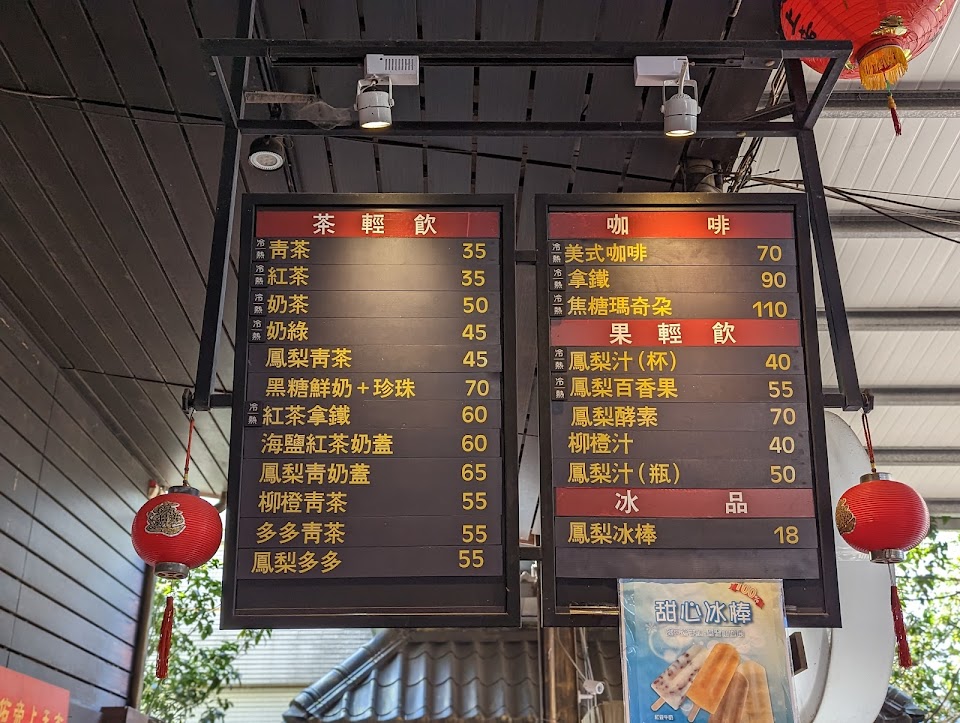 茶輕飲
冷熱 青茶 35
冷熱 紅茶 35
冷熱 奶茶 50
冷熱 奶綠 45
鳳梨青茶 45
黑糖鮮奶+珍珠 70
冷熱 紅茶拿鐵 60
海鹽紅茶奶蓋 60
鳳梨青奶蓋 65
柳橙青茶 55
多多青茶 55
鳳梨多多 55
咖啡
冷熱 美式咖啡 70
冷熱 拿鐵 90
冷熱 焦糖瑪奇朵 110
果輕飲
冷熱 鳳梨汁(杯) 40
冷熱 鳳梨百香果 55
鳳梨酵素 70
柳橙汁 40
鳳梨汁(瓶) 50
冰品
鳳梨冰棒 18
甜心冰棒